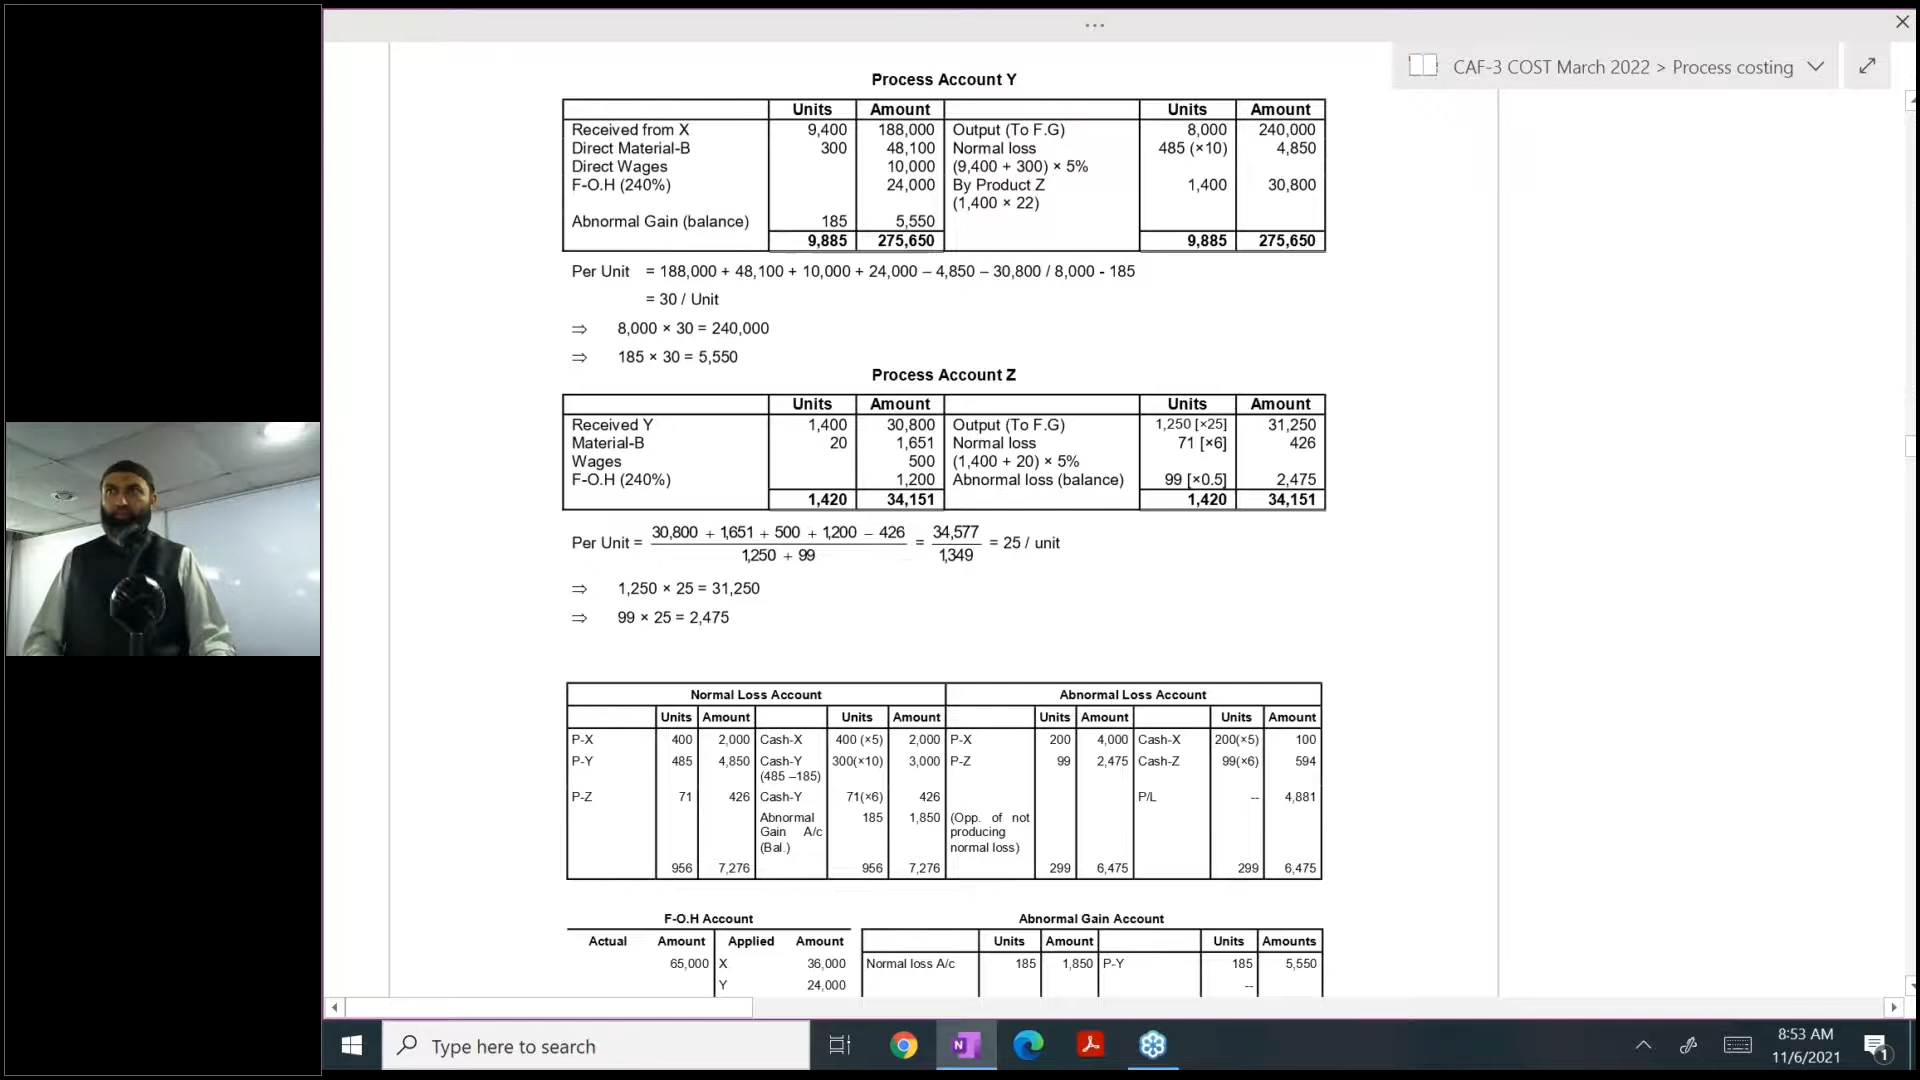 CAF-3 COST March 2022 > Process costing
Process Account Y
Units Amount Units Amount
Received from X 9,400 188,000 Output (To F.G) 8,000 240,000
Direct Material-B 300 48,100 Normal loss 485 (×10) 4,850
Direct Wages 10,000 (9,400 + 300) × 5%
F-O.H (240%) 24,000 By Product Z 1,400 30,800
(1,400 × 22)
Abnormal Gain (balance) 185 5,550
9,885 275,650 9,885 275,650
Per Unit = 188,000 + 48,100 + 10,000 + 24,000 – 4,850 – 30,800 / 8,000 - 185
= 30 / Unit
⇒ 8,000 × 30 = 240,000
⇒ 185 × 30 = 5,550
Process Account Z
Units Amount Units Amount
Received Y 1,400 30,800 Output (To F.G) 1,250 [×25] 31,250
Material-B 20 1,651 Normal loss 71 [×6] 426
Wages 500 (1,400 + 20) × 5%
F-O.H (240%) 1,200 Abnormal loss (balance) 99 [×0.5] 2,475
1,420 34,151 1,420 34,151
Per Unit = 30,800 + 1,651 + 500 + 1,200 – 426 / 1,250 + 99 = 34,577 / 1,349 = 25 / unit
⇒ 1,250 × 25 = 31,250
⇒ 99 × 25 = 2,475
Normal Loss Account Abnormal Loss Account
Units Amount Units Amount Units Amount Units Amount
P-X 400 2,000 Cash-X 400 (×5) 2,000 P-X 200 4,000 Cash-X 200(×5) 100
P-Y 485 4,850 Cash-Y 300(×10) 3,000 P-Z 99 2,475 Cash-Z 99(×6) 594
(485 –185)
P-Z 71 426 Cash-Y 71(×6) 426 P/L -- 4,881
Abnormal 185 1,850 (Opp. of not
Gain A/c producing
(Bal.) normal loss)
956 7,276 956 7,276 299 6,475 299 6,475
F-O.H Account Abnormal Gain Account
Actual Amount Applied Amount Units Amount Units Amounts
65,000 X 36,000 Normal loss A/c 185 1,850 P-Y 185 5,550
Y 24,000 --
Type here to search
8:53 AM
11/6/2021
1